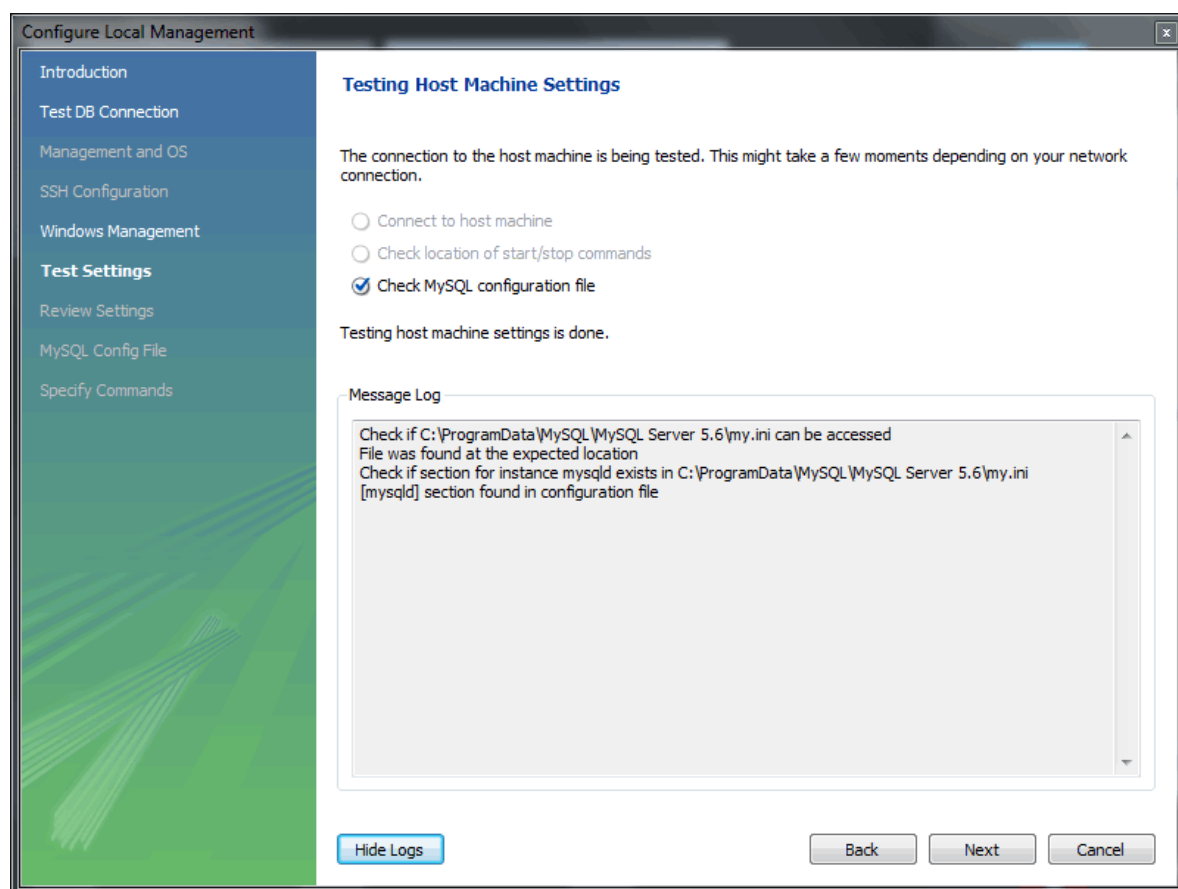 Configure Local Management
x
Introduction
Test DB Connection
Management and OS
SSH Configuration
Windows Management
Test Settings
Review Settings
MySQL Config File
Specify Commands
Testing Host Machine Settings
The connection to the host machine is being tested. This might take a few moments depending on your network
connection.
Connect to host machine
Check location of start/stop commands
Check MySQL configuration file
Testing host machine settings is done.
Message Log
Check if C:\ProgramData\MySQL\MySQL Server 5.6\my.ini can be accessed
File was found at the expected location
Check if section for instance mysqld exists in C:\ProgramData\MySQL\MySQL Server 5.6\my.ini
[mysqld] section found in configuration file
Hide Logs
Back
Next
Cancel